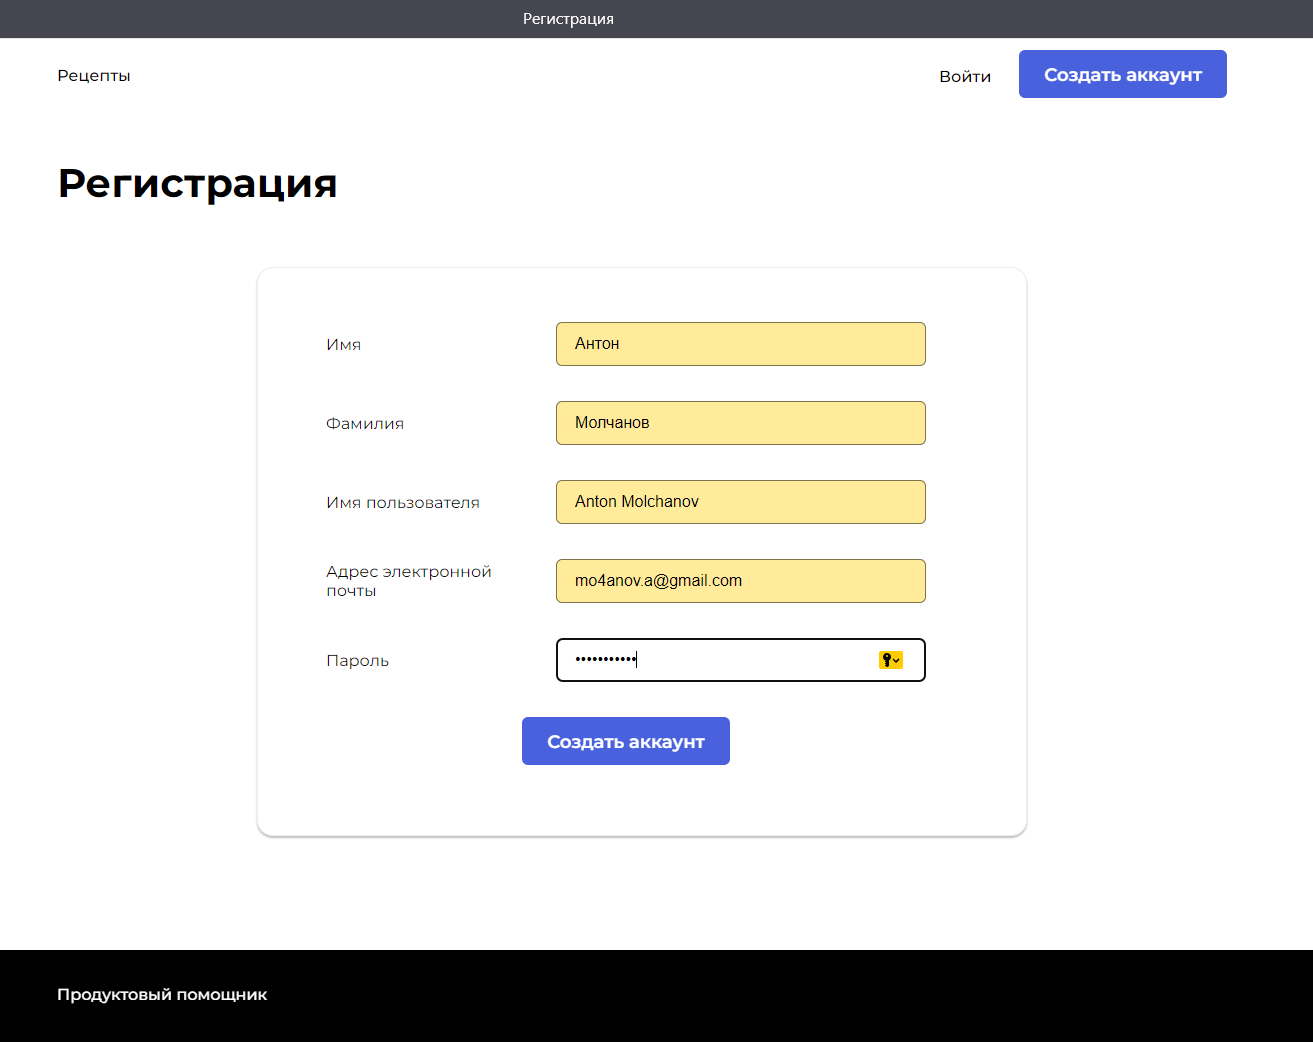 Регистрация
Рецепты
Войти
Создать аккаунт
Регистрация
Имя
Антон
Фамилия
Молчанов
Имя пользователя
Anton Molchanov
Адрес электронной
почты
mo4anov.a@gmail.com
Пароль
•••••••••••
Создать аккаунт
Продуктовый помощник